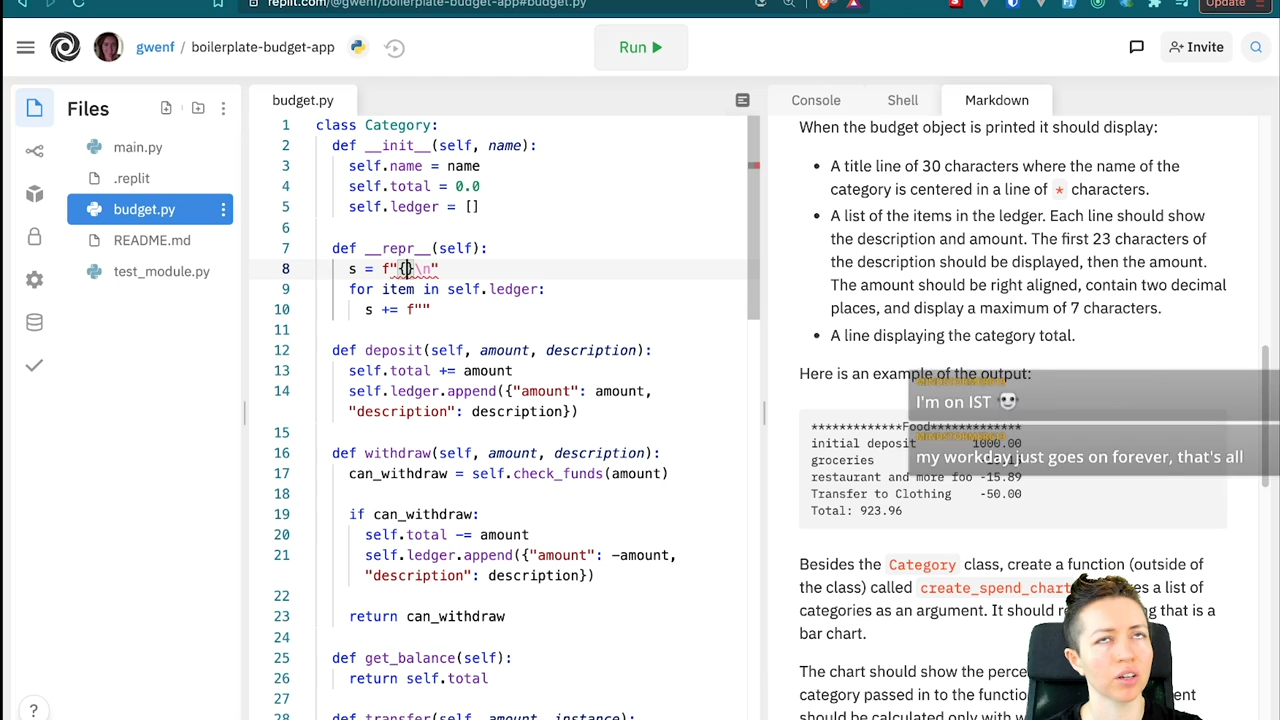 replit.com/@gwenf/boilerplate-budget-app#budget.py
Update
gwenf / boilerplate-budget-app
Run
Invite
Files
main.py
.replit
budget.py
README.md
test_module.py
?
budget.py
1 class Category:
2 def __init__(self, name):
3 self.name = name
4 self.total = 0.0
5 self.ledger = []
6
7 def __repr__(self):
8 s = f"{}\n"
9 for item in self.ledger:
10 s += f""
11
12 def deposit(self, amount, description):
13 self.total += amount
14 self.ledger.append({"amount": amount,
"description": description})
15
16 def withdraw(self, amount, description):
17 can_withdraw = self.check_funds(amount)
18
19 if can_withdraw:
20 self.total -= amount
21 self.ledger.append({"amount": -amount,
"description": description})
22
23 return can_withdraw
24
25 def get_balance(self):
26 return self.total
27
28 def transfer(self, amount, instance):
Console Shell Markdown
When the budget object is printed it should display:
• A title line of 30 characters where the name of the
category is centered in a line of * characters.
• A list of the items in the ledger. Each line should show
the description and amount. The first 23 characters of
the description should be displayed, then the amount.
The amount should be right aligned, contain two decimal
places, and display a maximum of 7 characters.
• A line displaying the category total.
Here is an example of the output:
I'm on IST
my workday just goes on forever, that's all
*************Food*************
initial deposit 1000.00
groceries
restaurant and more foo -15.89
Transfer to Clothing -50.00
Total: 923.96
Besides the Category class, create a function (outside of
the class) called create_spend_chart
categories as an argument. It should that is a
bar chart.
The chart should show the
category passed in to the
should be calculated only with